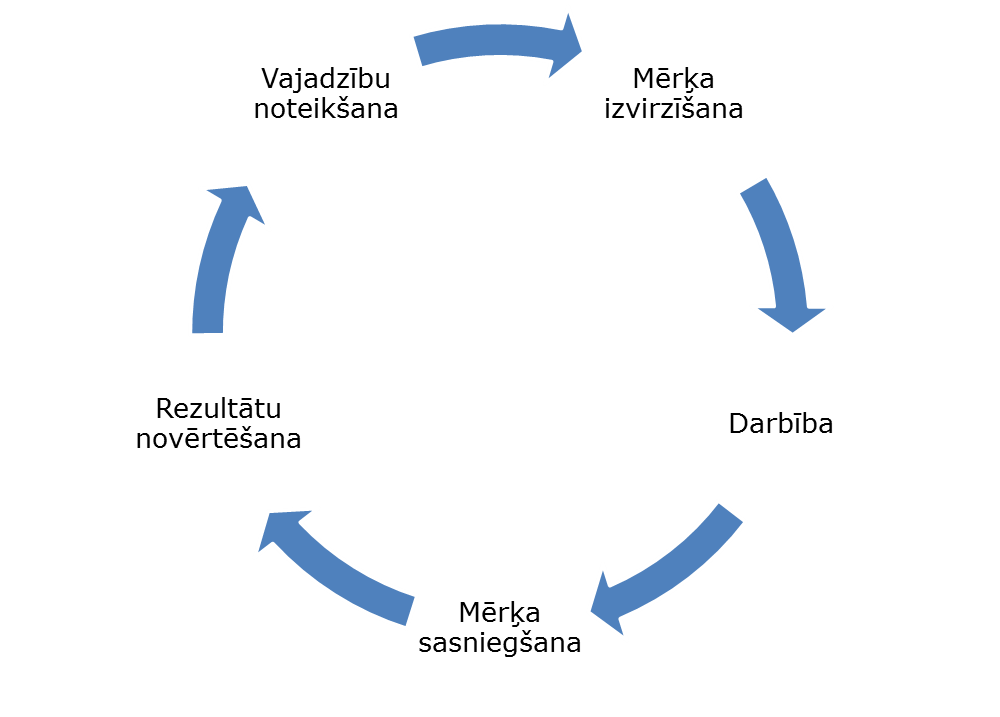 Vajadzību
noteikšana
Mērķa
izvirzīšana
Darbība
Mērķa
sasniegšana
Rezultātu
novērtēšana